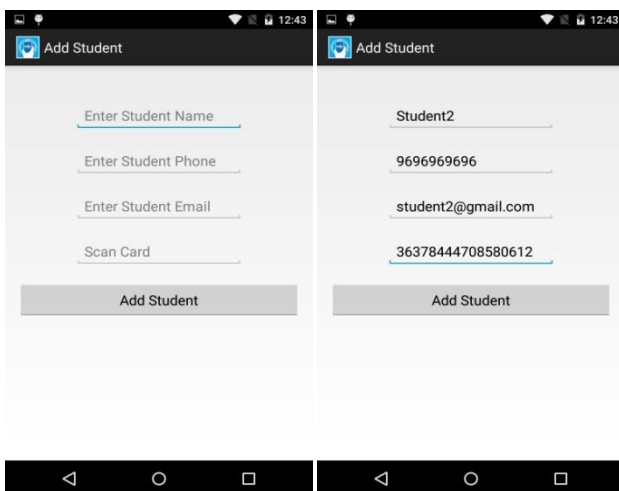 12:43
Add Student
Enter Student Name
Enter Student Phone
Enter Student Email
Scan Card
Add Student
12:43
Add Student
Student2
9696969696
student2@gmail.com
36378444708580612
Add Student